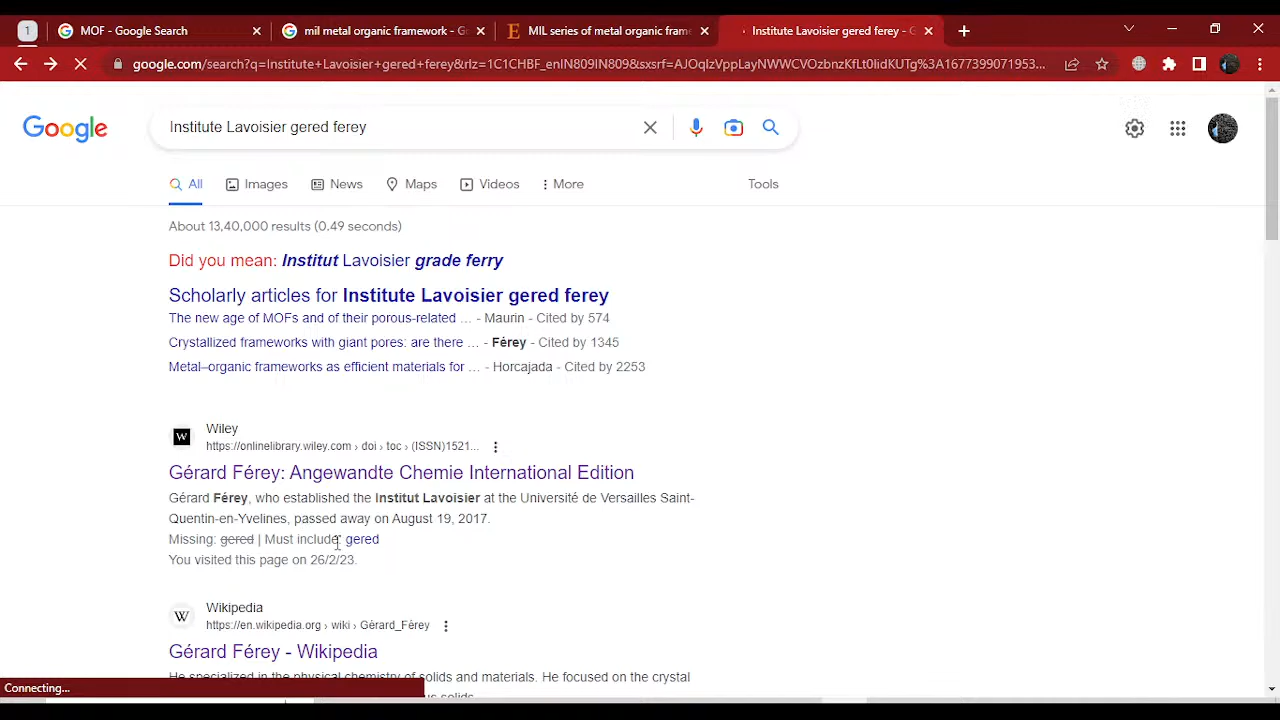 1
MOF - Google Search
mil metal organic framework - Go
MIL series of metal organic fram
Institute Lavoisier gered ferey - G
google.com/search?q=Institute+Lavoisier+gered+ferey&rlz=1C1CHBF_enIN809IN809&sxsrf=AJOqlzVppLayNWWCVOzbnzKfLt0lidKUTg%3A1677399071953...
Google
Institute Lavoisier gered ferey
All
Images
News
Maps
Videos
More
Tools
About 13,40,000 results (0.49 seconds)
Did you mean: Institut Lavoisier grade ferry
Scholarly articles for Institute Lavoisier gered ferey
The new age of MOFs and of their porous-related ... - Maurin - Cited by 574
Crystallized frameworks with giant pores: are there ... - Férey - Cited by 1345
Metal–organic frameworks as efficient materials for ... - Horcajada - Cited by 2253
Wiley
https://onlinelibrary.wiley.com › doi › toc › (ISSN)1521...
Gérard Férey: Angewandte Chemie International Edition
Gérard Férey, who established the Institut Lavoisier at the Université de Versailles Saint-
Quentin-en-Yvelines, passed away on August 19, 2017.
Missing: gered | Must include: gered
You visited this page on 26/2/23.
Wikipedia
https://en.wikipedia.org › wiki › Gérard_Férey
Gérard Férey - Wikipedia
He specialized in the physical chemistry of solids and materials. He focused on the crystal
us solids.
Connecting...